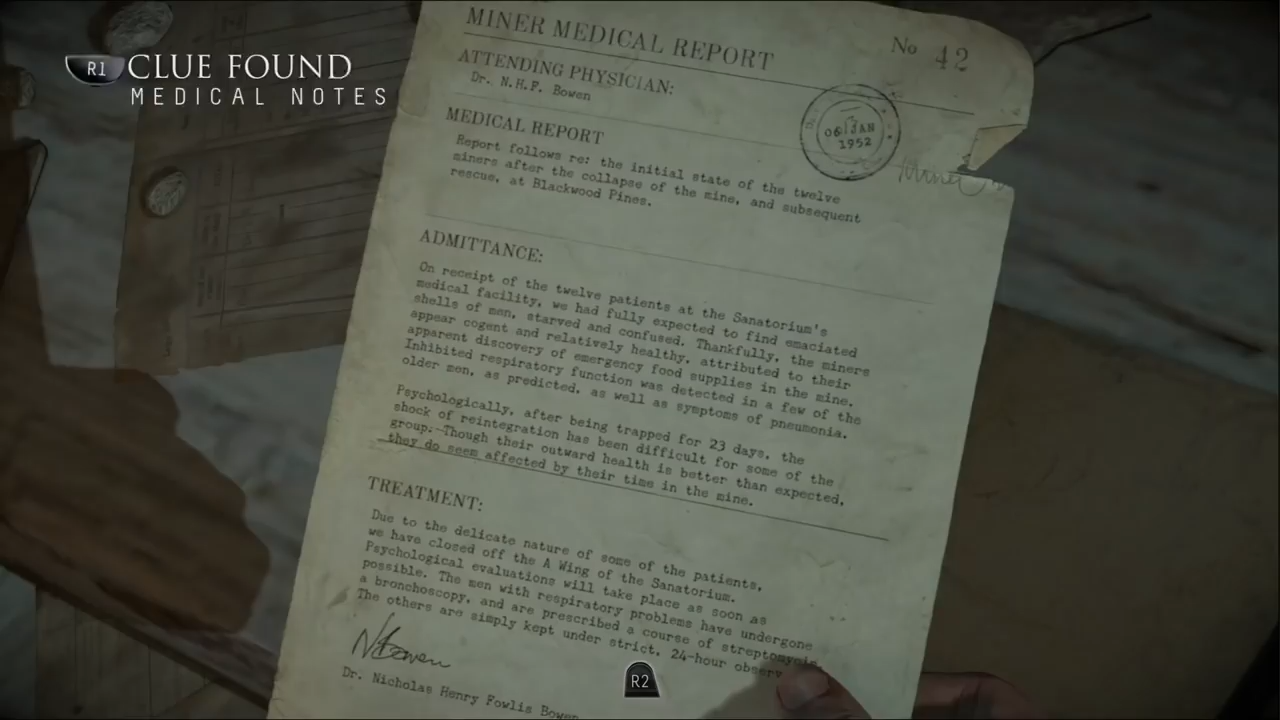 R1 CLUE FOUND
MEDICAL NOTES
MINER MEDICAL REPORT
No 42
ATTENDING PHYSICIAN:
Dr. N.H.F. Bowen
06 JAN
1952
MEDICAL REPORT
Report follows re: the initial state of the twelve
miners after the collapse of the mine, and subsequent
rescue, at Blackwood Pines.
ADMITTANCE:
On receipt of the twelve patients at the Sanatorium's
medical facility, we had fully expected to find emaciated
shells of men, starved and confused. Thankfully, the miners
appear cogent and relatively healthy, attributed to their
apparent discovery of emergency food supplies in the mine.
Inhibited respiratory function was detected in a few of the
older men, as predicted, as well as symptoms of pneumonia.
Psychologically, after being trapped for 23 days, the
shock of reintegration has been difficult for some of the
group. Though their outward health is better than expected,
they do seem affected by their time in the mine.
TREATMENT:
Due to the delicate nature of some of the patients,
we have closed off the A Wing of the Sanatorium.
Psychological evaluations will take place as soon as
possible. The men with respiratory problems have undergone
a bronchoscopy, and are prescribed a course of streptomycin.
The others are simply kept under strict, 24-hour observ
NBowen
Dr. Nicholas Henry Fowlis Bowen
R2